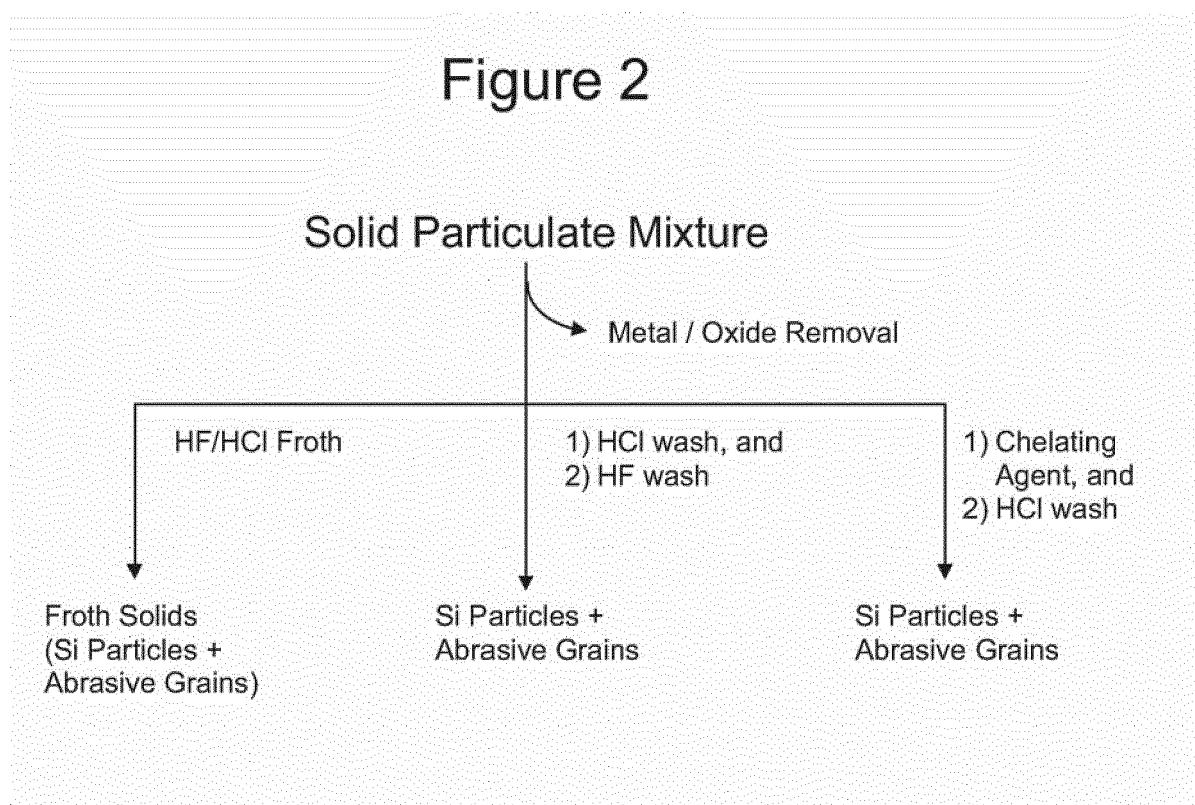 Figure 2
Solid Particulate Mixture
Metal / Oxide Removal
HF/HCl Froth
1) HCl wash, and
2) HF wash
1) Chelating
Agent, and
2) HCl wash
Froth Solids
(Si Particles +
Abrasive Grains)
Si Particles +
Abrasive Grains
Si Particles +
Abrasive Grains